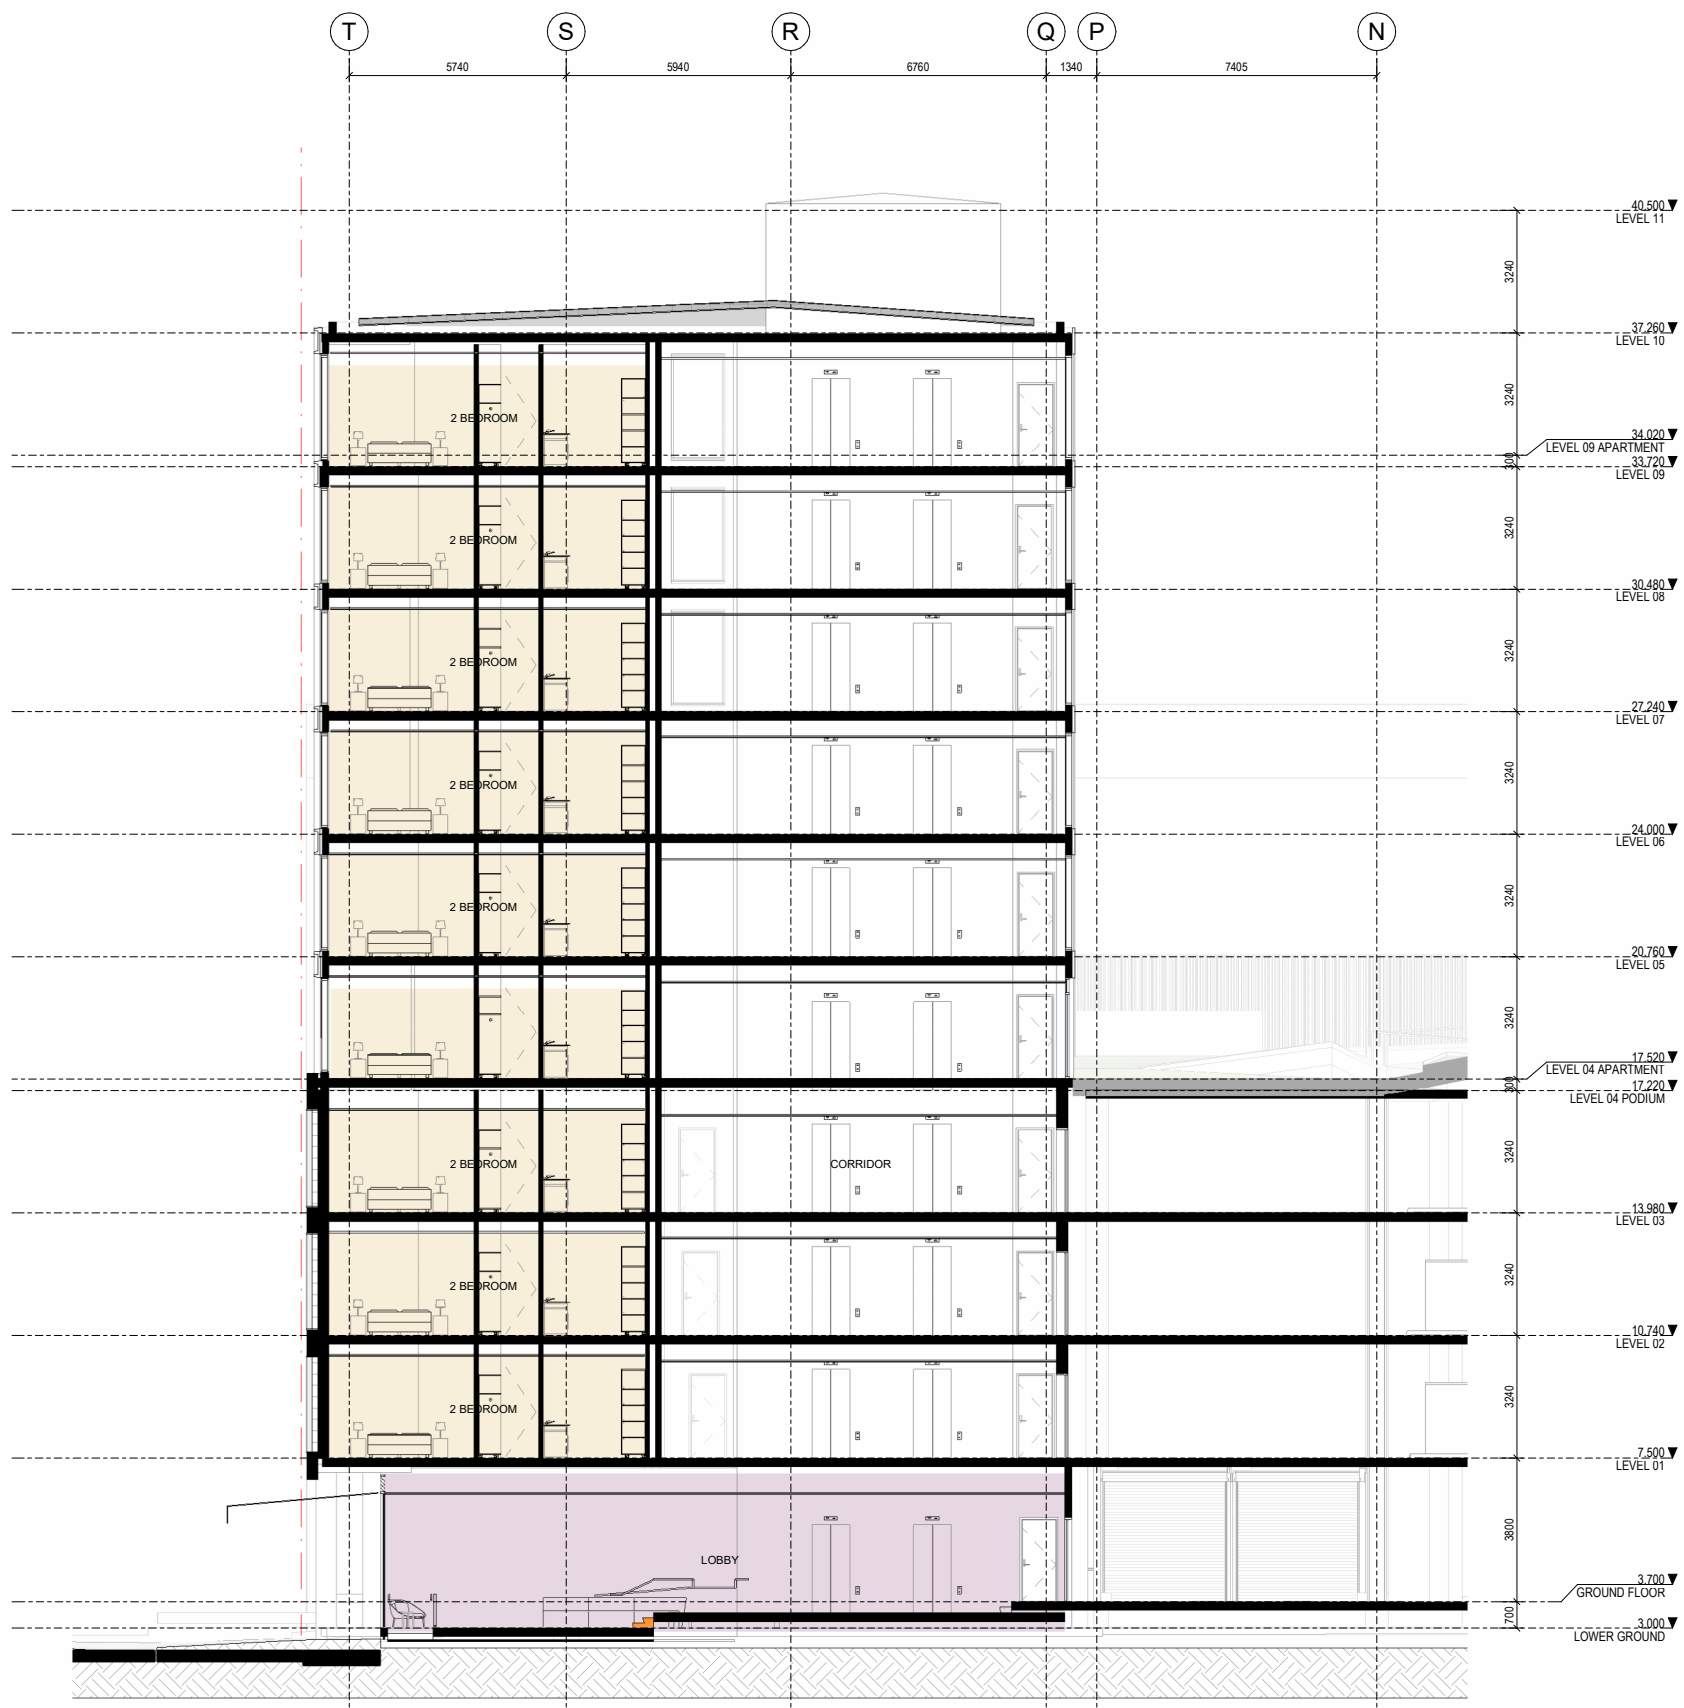 T S R Q P N
5740 5940 6760 1340 7405
40.500
LEVEL 11
3240
37.260
LEVEL 10
3240
2 BEDROOM
34.020
LEVEL 09 APARTMENT
300
33.720
LEVEL 09
3240
2 BEDROOM
30.480
LEVEL 08
3240
2 BEDROOM
27.240
LEVEL 07
3240
2 BEDROOM
24.000
LEVEL 06
3240
2 BEDROOM
20.760
LEVEL 05
3240
2 BEDROOM
17.520
LEVEL 04 APARTMENT
300
17.220
LEVEL 04 PODIUM
3240
2 BEDROOM CORRIDOR
13.980
LEVEL 03
3240
2 BEDROOM
10.740
LEVEL 02
3240
2 BEDROOM
7.500
LEVEL 01
3800
LOBBY
3.700
GROUND FLOOR
700
3.000
LOWER GROUND